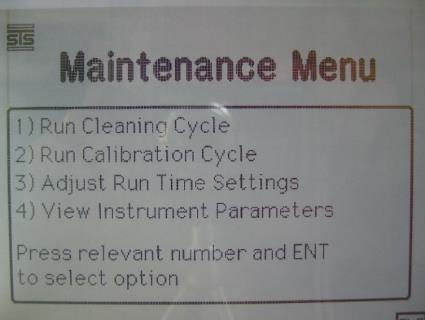 STS
Maintenance Menu
1) Run Cleaning Cycle
2) Run Calibration Cycle
3) Adjust Run Time Settings
4) View Instrument Parameters
Press relevant number and ENT
to select option